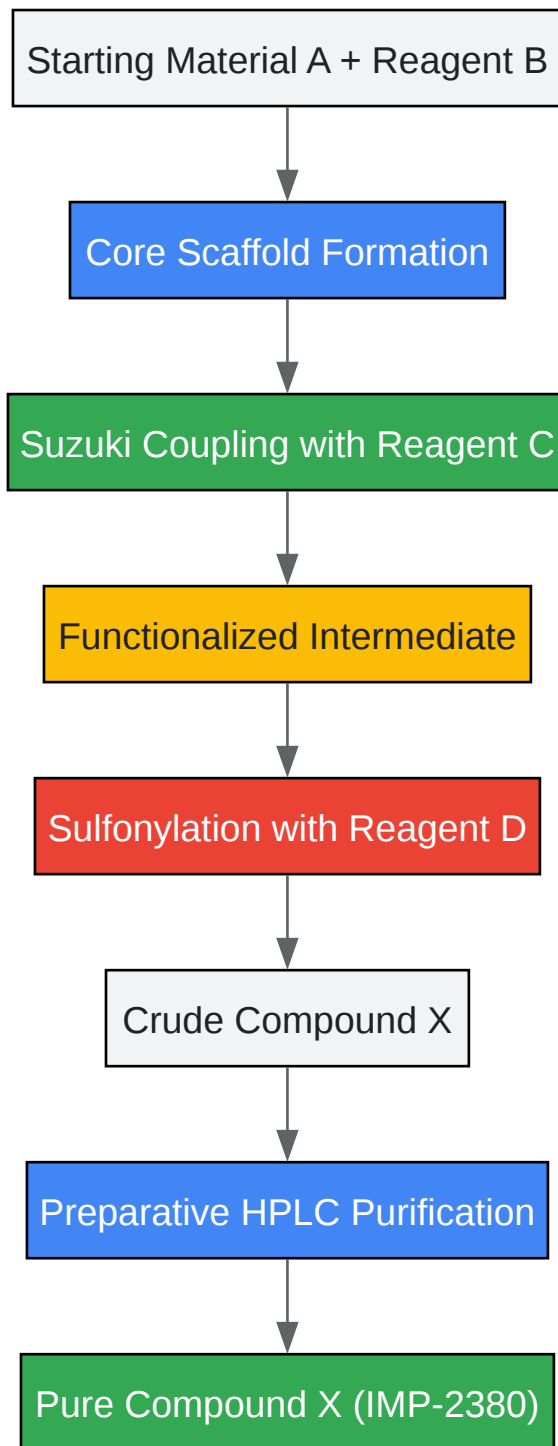 Starting Material A + Reagent B
Core Scaffold Formation
Suzuki Coupling with Reagent C
Functionalized Intermediate
Sulfonylation with Reagent D
Crude Compound X
Preparative HPLC Purification
Pure Compound X (IMP-2380)